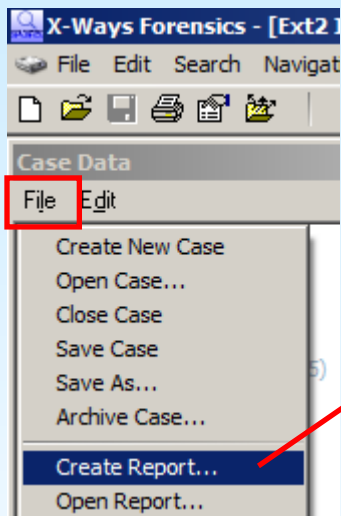 X-Ways Forensics - [Ext2
File Edit Search Navigat
Case Data
File Edit
Create New Case
Open Case...
Close Case
Save Case
Save As...
Archive Case...
5)
Create Report...
Open Report...